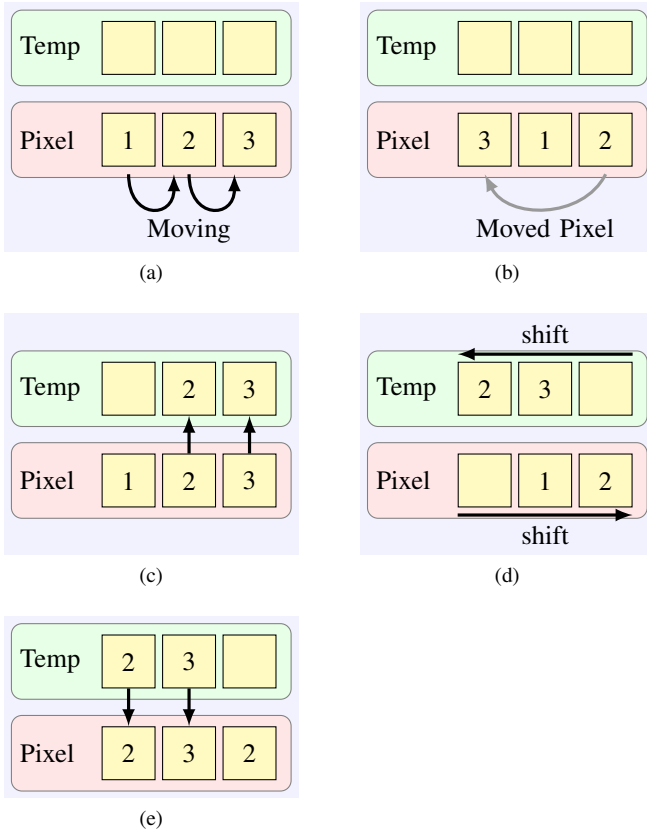 Temp
Pixel 1 2 3
Moving
(a)
Temp
Pixel 3 1 2
Moved Pixel
(b)
Temp 2 3
Pixel 1 2 3
(c)
shift
Temp 2 3
Pixel 1 2
shift
(d)
Temp 2 3
Pixel 2 3 2
(e)